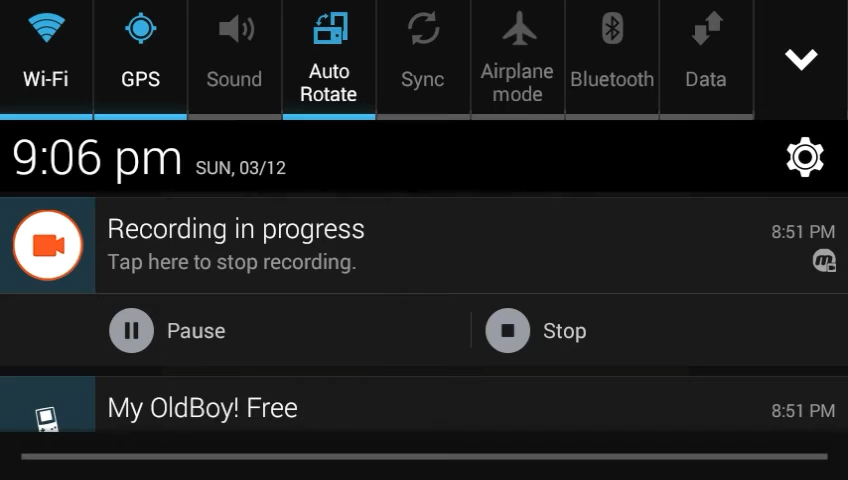 Wi-Fi
GPS
Sound
Auto
Rotate
Sync
Airplane
mode
Bluetooth
Data
9:06 pm SUN, 03/12
Recording in progress 8:51 PM
Tap here to stop recording.
Pause Stop
My OldBoy! Free 8:51 PM